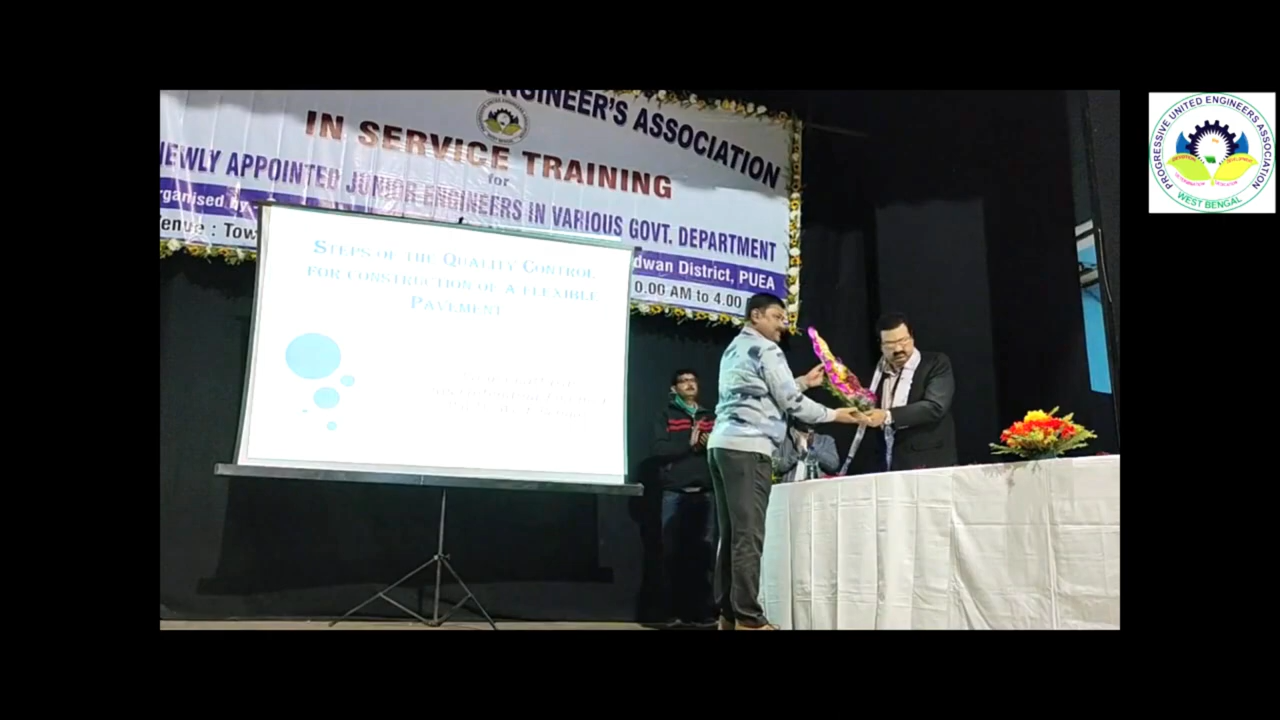 ENGINEER'S ASSOCIATION
IN SERVICE TRAINING
for
NEWLY APPOINTED JUNIOR ENGINEERS IN VARIOUS GOVT. DEPARTMENT
rganised by -
dwan District, PUEA
enue : Tow
0.00 AM to 4.00
STEPS OF THE QUALITY CONTROL
FOR CONSTRUCTION OF A FLEXIBLE
PAVEMENT
PROGRESSIVE UNITED ENGINEERS ASSOCIATION
WEST BENGAL